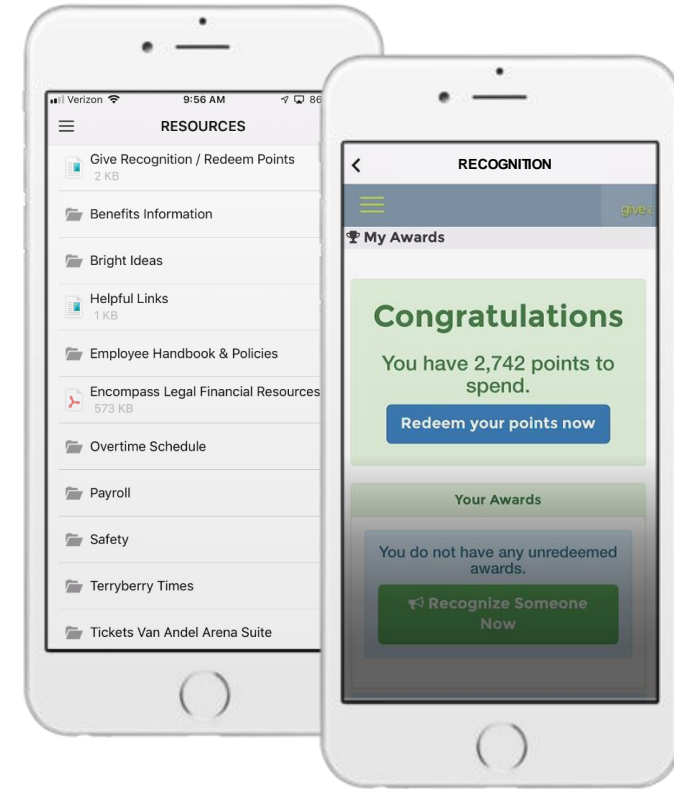 Verizon
9:56 AM
86
RESOURCES
Give Recognition / Redeem Points
2 KB
Benefits Information
Bright Ideas
Helpful Links
1 KB
Employee Handbook & Policies
Encompass Legal Financial Resources
573 KB
Overtime Schedule
Payroll
Safety
Terryberry Times
Tickets Van Andel Arena Suite
RECOGNITION
give
My Awards
Congratulations
You have 2,742 points to
spend.
Redeem your points now
Your Awards
You do not have any unredeemed
awards.
Recognize Someone
Now